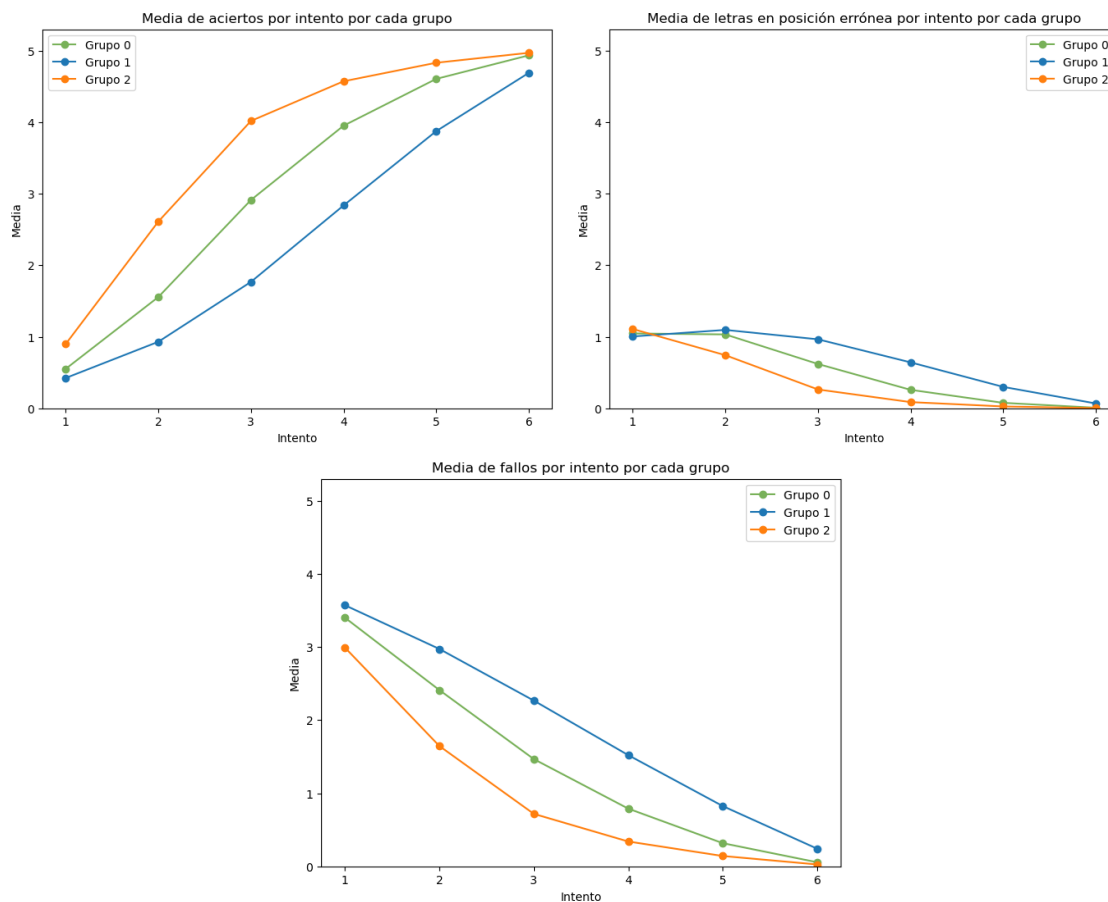 Media de aciertos por intento por cada grupo
Grupo 0
Grupo 1
Grupo 2
5
4
3
2
1
0
Media
1 2 3 4 5 6
Intento
Media de letras en posición errónea por intento por cada grupo
Grupo 0
Grupo 1
Grupo 2
5
4
3
2
1
0
Media
1 2 3 4 5 6
Intento
Media de fallos por intento por cada grupo
Grupo 0
Grupo 1
Grupo 2
5
4
3
2
1
0
Media
1 2 3 4 5 6
Intento